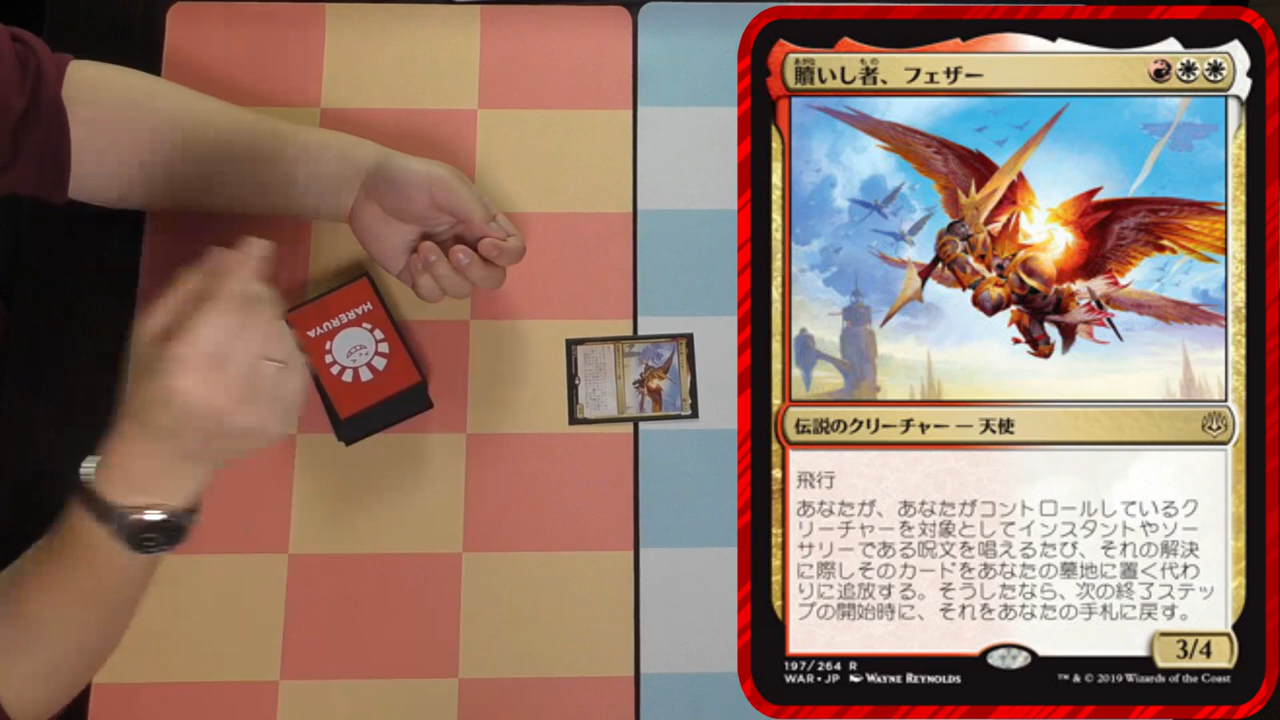 HARERUYA
あがな もの
贖いし者、フェザー
伝説のクリーチャー — 天使
飛行
あなたが、あなたがコントロールしているク
リーチャーを対象としてインスタントやソー
サリーである呪文を唱えるたび、それの解決
に際しそのカードをあなたの墓地に置く代わ
りに追放する。そうしたなら、次の終了ステッ
プの開始時に、それをあなたの手札に戻す。
3/4
197/264 R
WAR • JP WAYNE REYNOLDS
™ & © 2019 Wizards of the Coast